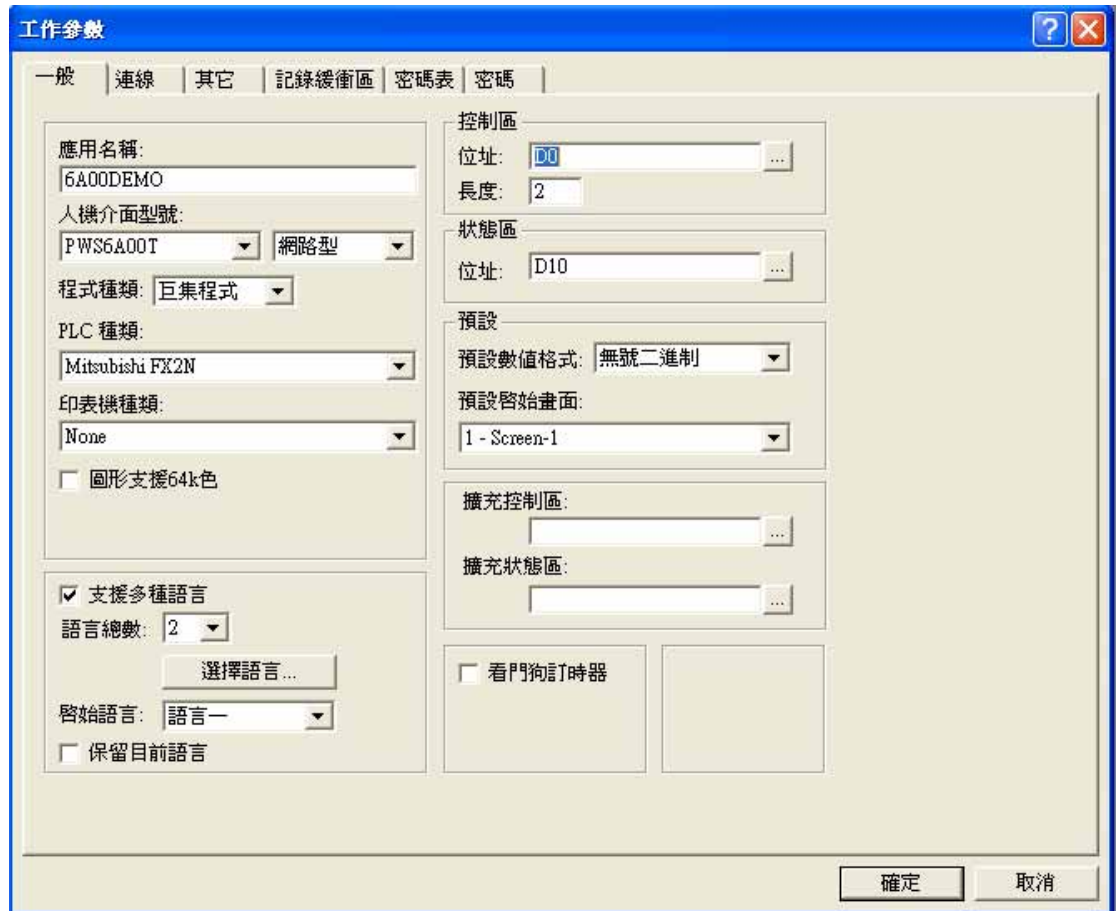 工作參數
一般 連線 其它 記錄緩衝區 密碼表 密碼
應用名稱:
6A00DEMO
人機介面型號:
PWS6A00T 網路型
程式種類: 巨集程式
PLC 種類:
Mitsubishi FX2N
印表機種類:
None
圖形支援64k色
支援多種語言
語言總數: 2
選擇語言...
啓始語言: 語言一
保留目前語言
控制區
位址: D0 ...
長度: 2
狀態區
位址: D10 ...
預設
預設數值格式: 無號二進制
預設啓始畫面:
1 - Screen-1
擴充控制區:
...
擴充狀態區:
...
看門狗訂時器
確定 取消